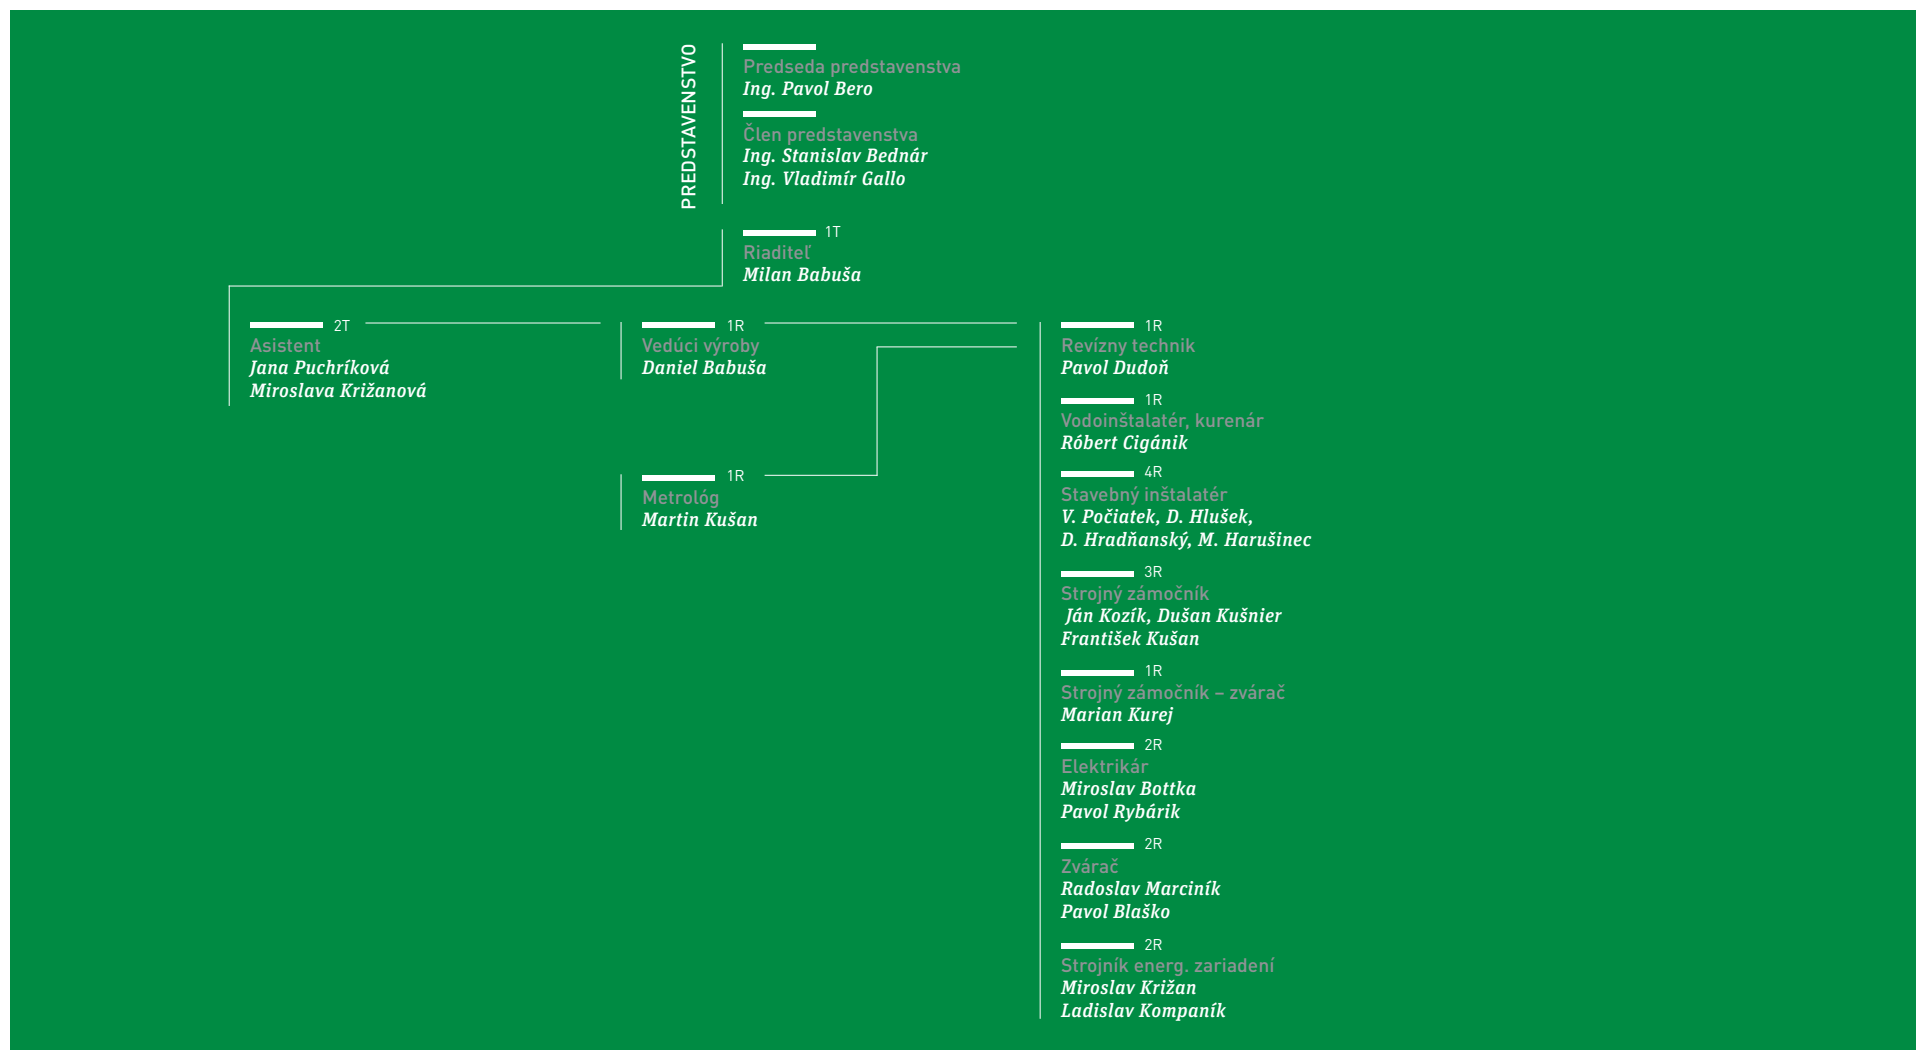 PREDSTAVENSTVO
Predseda predstavenstva
Ing. Pavol Bero
Člen predstavenstva
Ing. Stanislav Bednár
Ing. Vladimír Gallo
1T
Riaditeľ
Milan Babuša
2T
Asistent
Jana Puchríková
Miroslava Križanová
1R
Vedúci výroby
Daniel Babuša
1R
Metrológ
Martin Kušan
1R
Revízny technik
Pavol Dudoň
1R
Vodoinštalatér, kurenár
Róbert Cigánik
4R
Stavebný inštalatér
V. Počiatek, D. Hlušek,
D. Hradňanský, M. Harušinec
3R
Strojný zámočník
Ján Kozík, Dušan Kušnier
František Kušan
1R
Strojný zámočník – zvárač
Marian Kurej
2R
Elektrikár
Miroslav Bottka
Pavol Rybárik
2R
Zvárač
Radoslav Marciník
Pavol Blaško
2R
Strojník energ. zariadení
Miroslav Križan
Ladislav Kompaník